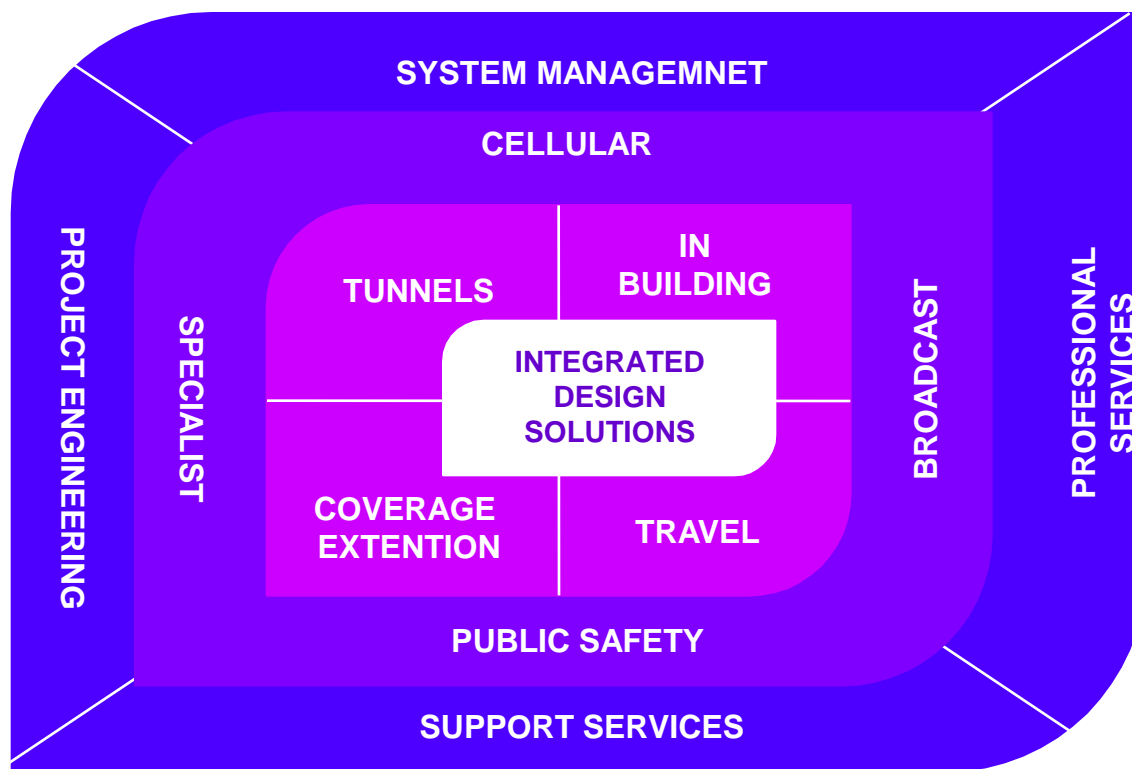 SYSTEM MANAGEMNET
CELLULAR
IN
BUILDING
TUNNELS
PROJECT ENGINEERING
SPECIALIST
INTEGRATED
DESIGN
SOLUTIONS
BROADCAST
PROFESSIONAL
SERVICES
COVERAGE
EXTENTION
TRAVEL
PUBLIC SAFETY
SUPPORT SERVICES